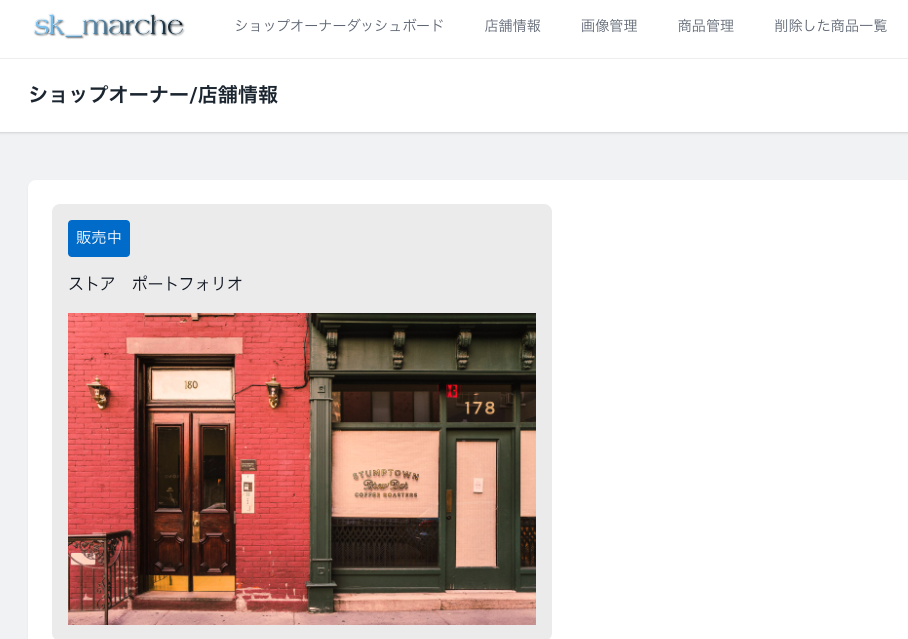 sk_marche
ショップオーナーダッシュボード
店舗情報
画像管理
商品管理
削除した商品一覧
ショップオーナー/店舗情報
販売中
ストア　ポートフォリオ
180
178
STUMPTOWN
Brew Bar
COFFEE ROASTERS